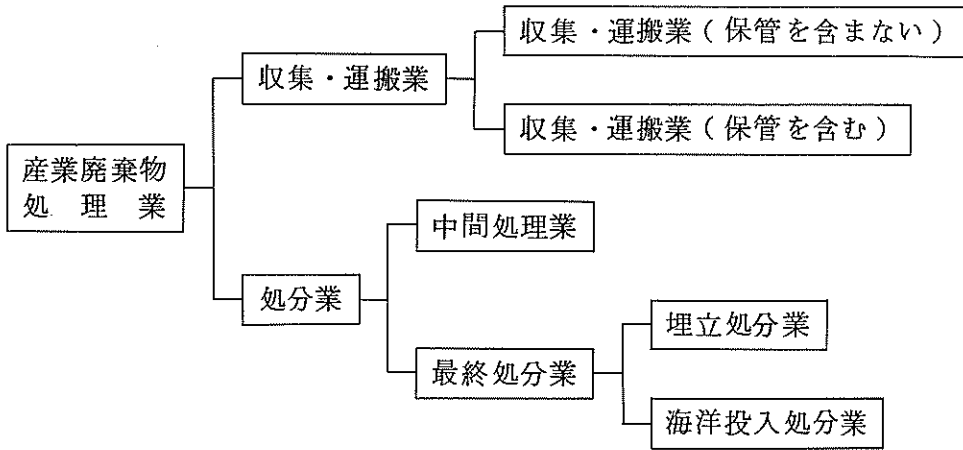 収集・運搬業（保管を含まない）
収集・運搬業
収集・運搬業（保管を含む）
産業廃棄物
処理業
中間処理業
処分業
埋立処分業
最終処分業
海洋投入処分業